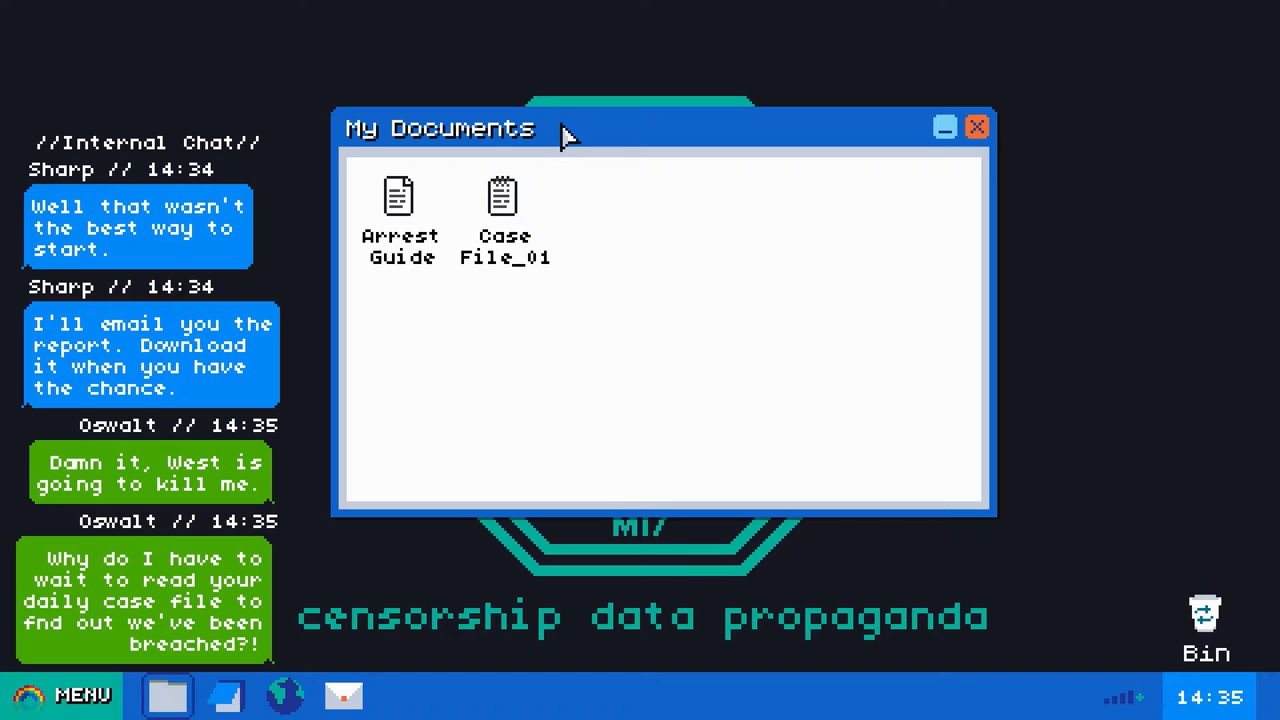 //Internal Chat//
Sharp // 14:34
Well that wasn't
the best way to
start.
Sharp // 14:34
I'll email you the
report. Download
it when you have
the chance.
Oswalt // 14:35
Damn it, West is
going to kill me.
Oswalt // 14:35
Why do I have to
wait to read your
daily case file to
fnd out we've been
breached?!
My Documents
Arrest
Guide
Case
File_01
MI7
censorship data propaganda
Bin
MENU
14:35